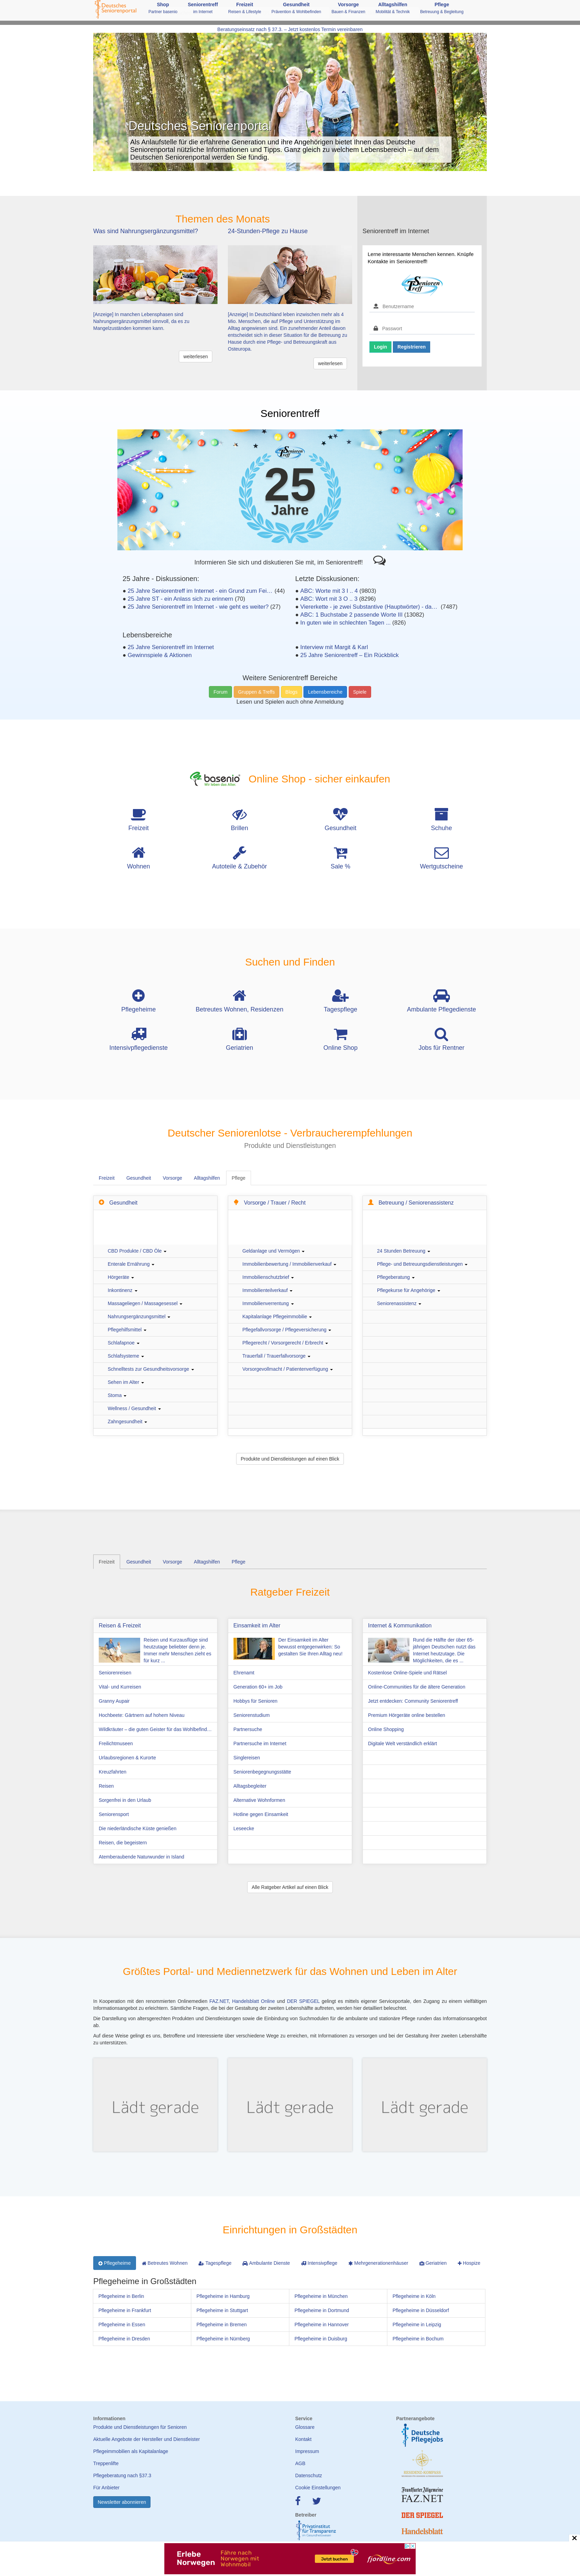 Deutsches
Seniorenportal
Shop
Partner basenio
Seniorentreff
im Internet
Freizeit
Reisen & Lifestyle
Gesundheit
Prävention & Wohlbefinden
Vorsorge
Bauen & Finanzen
Alltagshilfen
Mobilität & Technik
Pflege
Betreuung & Begleitung
Beratungseinsatz nach § 37.3. – Jetzt kostenlos Termin vereinbaren
Deutsches Seniorenportal
Als Anlaufstelle für die erfahrene Generation und ihre Angehörigen bietet Ihnen das Deutsche
Seniorenportal nützliche Informationen und Tipps. Ganz gleich zu welchem Lebensbereich – auf dem
Deutschen Seniorenportal werden Sie fündig.
Themen des Monats
Was sind Nahrungsergänzungsmittel?
[Anzeige] In manchen Lebensphasen sind
Nahrungsergänzungsmittel sinnvoll, da es zu
Mangelzuständen kommen kann.
weiterlesen
24-Stunden-Pflege zu Hause
[Anzeige] In Deutschland leben inzwischen mehr als 4
Mio. Menschen, die auf Pflege und Unterstützung im
Alltag angewiesen sind. Ein zunehmender Anteil davon
entscheidet sich in dieser Situation für die Betreuung zu
Hause durch eine Pflege- und Betreuungskraft aus
Osteuropa.
weiterlesen
Seniorentreff im Internet
Lerne interessante Menschen kennen. Knüpfe
Kontakte im Seniorentreff!
Senioren
Treff
Benutzername
Passwort
Login
Registrieren
Seniorentreff
Senioren
Treff
25
Jahre
Informieren Sie sich und diskutieren Sie mit, im Seniorentreff!
25 Jahre - Diskussionen:
● 25 Jahre Seniorentreff im Internet - ein Grund zum Fei... (44)
● 25 Jahre ST - ein Anlass sich zu erinnern (70)
● 25 Jahre Seniorentreff im Internet - wie geht es weiter? (27)
Letzte Disskusionen:
● ABC: Worte mit 3 I .. 4 (9803)
● ABC: Wort mit 3 O .. 3 (8296)
● Viererkette - je zwei Substantive (Hauptwörter) - da... (7487)
● ABC: 1 Buchstabe 2 passende Worte III (13082)
● In guten wie in schlechten Tagen ... (826)
Lebensbereiche
● 25 Jahre Seniorentreff im Internet
● Gewinnspiele & Aktionen
● Interview mit Margit & Karl
● 25 Jahre Seniorentreff – Ein Rückblick
Weitere Seniorentreff Bereiche
Forum
Gruppen & Treffs
Blogs
Lebensbereiche
Spiele
Lesen und Spielen auch ohne Anmeldung
basenio
Online Shop - sicher einkaufen
Freizeit
Brillen
Gesundheit
Schuhe
Wohnen
Autoteile & Zubehör
Sale %
Wertgutscheine
Suchen und Finden
Pflegeheime
Betreutes Wohnen, Residenzen
Tagespflege
Ambulante Pflegedienste
Intensivpflegedienste
Geriatrien
Online Shop
Jobs für Rentner
Deutscher Seniorenlotse - Verbraucherempfehlungen
Produkte und Dienstleistungen
Freizeit
Gesundheit
Vorsorge
Alltagshilfen
Pflege
Gesundheit
CBD Produkte / CBD Öle
Enterale Ernährung
Hörgeräte
Inkontinenz
Massageliegen / Massagesessel
Nahrungsergänzungsmittel
Pflegehilfsmittel
Schlafapnoe
Schlafsysteme
Schnelltests zur Gesundheitsvorsorge
Sehen im Alter
Stoma
Wellness / Gesundheit
Zahngesundheit
Vorsorge / Trauer / Recht
Geldanlage und Vermögen
Immobilienbewertung / Immobilienverkauf
Immobilienschutzbrief
Immobilienteilverkauf
Immobilienverrentung
Kapitalanlage Pflegeimmobilie
Pflegefallvorsorge / Pflegeversicherung
Pflegerecht / Vorsorgerecht / Erbrecht
Trauerfall / Trauerfallvorsorge
Vorsorgevollmacht / Patientenverfügung
Betreuung / Seniorenassistenz
24 Stunden Betreuung
Pflege- und Betreuungsdienstleistungen
Pflegeberatung
Pflegekurse für Angehörige
Seniorenassistenz
Produkte und Dienstleistungen auf einen Blick
Freizeit
Gesundheit
Vorsorge
Alltagshilfen
Pflege
Ratgeber Freizeit
Reisen & Freizeit
Reisen und Kurzausflüge sind
heutzutage beliebter denn je.
Immer mehr Menschen zieht es
für kurz ...
Seniorenreisen
Vital- und Kurreisen
Granny Aupair
Hochbeete: Gärtnern auf hohem Niveau
Wildkräuter – die guten Geister für das Wohlbefind...
Freilichtmuseen
Urlaubsregionen & Kurorte
Kreuzfahrten
Reisen
Sorgenfrei in den Urlaub
Seniorensport
Die niederländische Küste genießen
Reisen, die begeistern
Atemberaubende Naturwunder in Island
Einsamkeit im Alter
Der Einsamkeit im Alter
bewusst entgegenwirken: So
gestalten Sie Ihren Alltag neu!
Ehrenamt
Generation 60+ im Job
Hobbys für Senioren
Seniorenstudium
Partnersuche
Partnersuche im Internet
Singlereisen
Seniorenbegegnungsstätte
Alltagsbegleiter
Alternative Wohnformen
Hotline gegen Einsamkeit
Leseecke
Internet & Kommunikation
Rund die Hälfte der über 65-
jährigen Deutschen nutzt das
Internet heutzutage. Die
Möglichkeiten, die es ...
Kostenlose Online-Spiele und Rätsel
Online-Communities für die ältere Generation
Jetzt entdecken: Community Seniorentreff
Premium Hörgeräte online bestellen
Online Shopping
Digitale Welt verständlich erklärt
Alle Ratgeber Artikel auf einen Blick
Größtes Portal- und Mediennetzwerk für das Wohnen und Leben im Alter
In Kooperation mit den renommierten Onlinemedien FAZ.NET, Handelsblatt Online und DER SPIEGEL gelingt es mittels eigener Serviceportale, den Zugang zu einem vielfältigen
Informationsangebot zu erleichtern. Sämtliche Fragen, die bei der Gestaltung der zweiten Lebenshälfte auftreten, werden hier detailliert beleuchtet.
Die Darstellung von altersgerechten Produkten und Dienstleistungen sowie die Einbindung von Suchmodulen für die ambulante und stationäre Pflege runden das Informationsangebot
ab.
Auf diese Weise gelingt es uns, Betroffene und Interessierte über verschiedene Wege zu erreichen, mit Informationen zu versorgen und bei der Gestaltung ihrer zweiten Lebenshälfte
zu unterstützen.
Lädt gerade
Lädt gerade
Lädt gerade
Einrichtungen in Großstädten
Pflegeheime
Betreutes Wohnen
Tagespflege
Ambulante Dienste
Intensivpflege
Mehrgenerationenhäuser
Geriatrien
Hospize
Pflegeheime in Großstädten
Pflegeheime in Berlin
Pflegeheime in Hamburg
Pflegeheime in München
Pflegeheime in Köln
Pflegeheime in Frankfurt
Pflegeheime in Stuttgart
Pflegeheime in Dortmund
Pflegeheime in Düsseldorf
Pflegeheime in Essen
Pflegeheime in Bremen
Pflegeheime in Hannover
Pflegeheime in Leipzig
Pflegeheime in Dresden
Pflegeheime in Nürnberg
Pflegeheime in Duisburg
Pflegeheime in Bochum
Informationen
Produkte und Dienstleistungen für Senioren
Aktuelle Angebote der Hersteller und Dienstleister
Pflegeimmobilien als Kapitalanlage
Treppenlifte
Pflegeberatung nach §37.3
Für Anbieter
Newsletter abonnieren
Service
Glossare
Kontakt
Impressum
AGB
Datenschutz
Cookie Einstellungen
Betreiber
Privatinstitut
für Transparenz
Partnerangebote
Deutsche
Pflegejobs
Frankfurter Allgemeine
FAZ.NET
DER SPIEGEL
Handelsblatt
Erlebe
Norwegen
Fähre nach
Norwegen mit
Wohnmobil
Jetzt buchen
fjordline.com